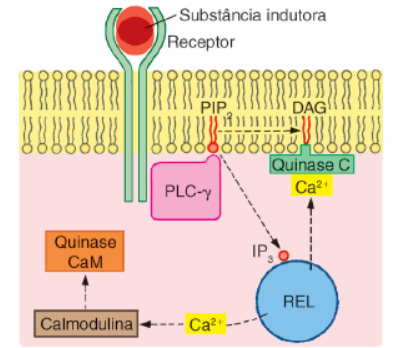 Substância indutora
Receptor
PIP₂
DAG
Quinase C
Ca²⁺
PLC-γ
IP₃
Quinase
CaM
REL
Calmodulina
Ca²⁺